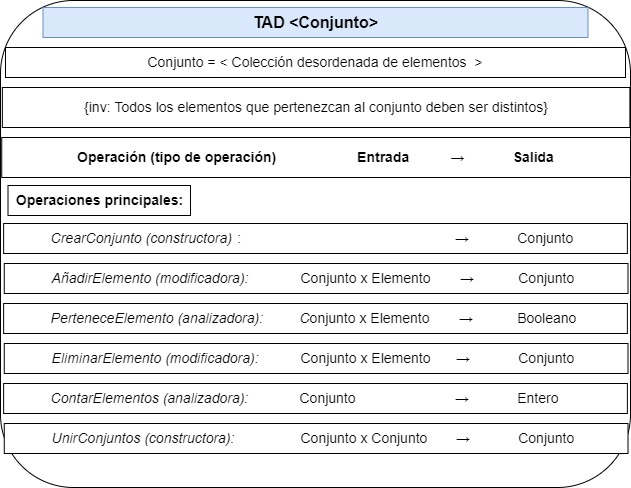 TAD <Conjunto>
Conjunto = < Colección desordenada de elementos >
{inv: Todos los elementos que pertenezcan al conjunto deben ser distintos}
Operación (tipo de operación) Entrada → Salida
Operaciones principales:
CrearConjunto (constructora) : → Conjunto
AñadirElemento (modificadora): Conjunto x Elemento → Conjunto
PerteneceElemento (analizadora): Conjunto x Elemento → Booleano
EliminarElemento (modificadora): Conjunto x Elemento → Conjunto
ContarElementos (analizadora): Conjunto → Entero
UnirConjuntos (constructora): Conjunto x Conjunto → Conjunto